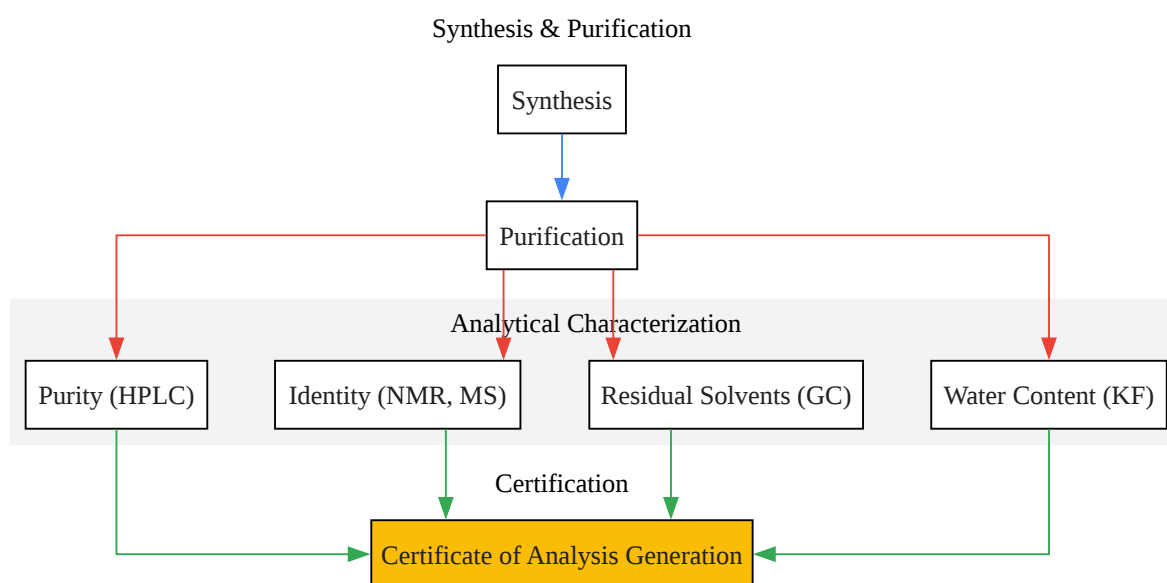 Synthesis & Purification
Synthesis
Purification
Analytical Characterization
Purity (HPLC)
Identity (NMR, MS)
Residual Solvents (GC)
Water Content (KF)
Certification
Certificate of Analysis Generation